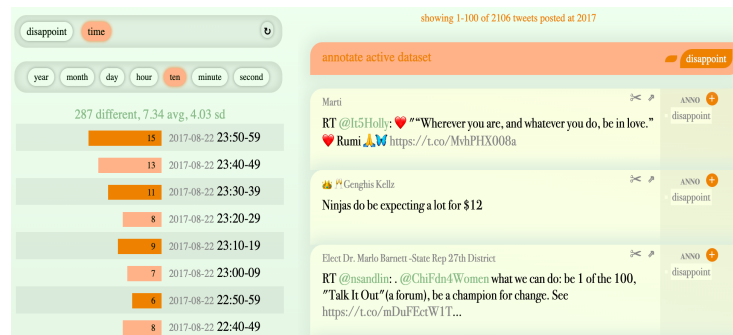 disappoint time ↻
year month day hour ten minute second
287 different, 7.34 avg, 4.03 sd
15 2017-08-22 23:50-59
13 2017-08-22 23:40-49
11 2017-08-22 23:30-39
8 2017-08-22 23:20-29
9 2017-08-22 23:10-19
7 2017-08-22 23:00-09
6 2017-08-22 22:50-59
8 2017-08-22 22:40-49
showing 1-100 of 2106 tweets posted at 2017
annotate active dataset
disappoint
Marti
ANNO +
disappoint
RT @It5Holly: ❤️ "“Wherever you are, and whatever you do, be in love.”
❤️ Rumi 🙏🦋 https://t.co/MvhPHX008a
👑 🥂Genghis Kellz
ANNO +
disappoint
Ninjas do be expecting a lot for $12
Elect Dr. Marlo Barnett -State Rep 27th District
ANNO +
disappoint
RT @nsandlin: . @ChiFdn4Women what we can do: be 1 of the 100,
"Talk It Out"(a forum), be a champion for change. See
https://t.co/mDuFEctW1T...